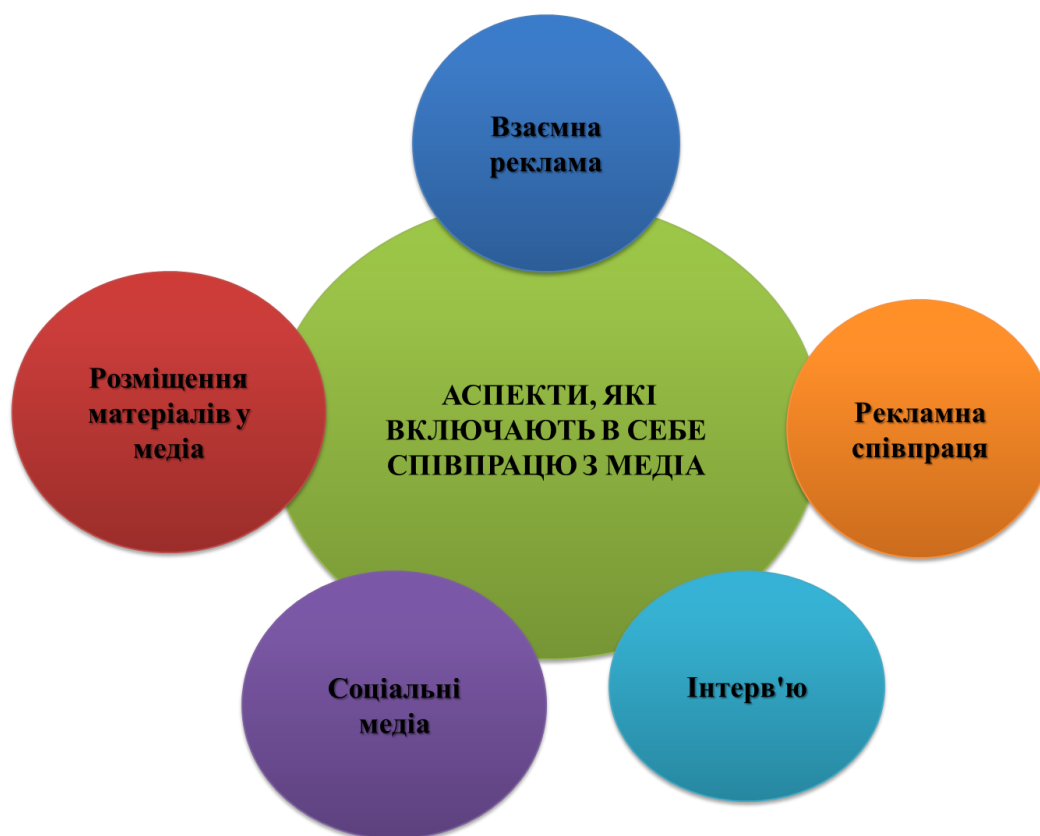 Взаємна
реклама
Розміщення
матеріалів у
медіа
АСПЕКТИ, ЯКІ
ВКЛЮЧАЮТЬ В СЕБЕ
СПІВПРАЦЮ З МЕДІА
Рекламна
співпраця
Соціальні
медіа
Інтерв'ю